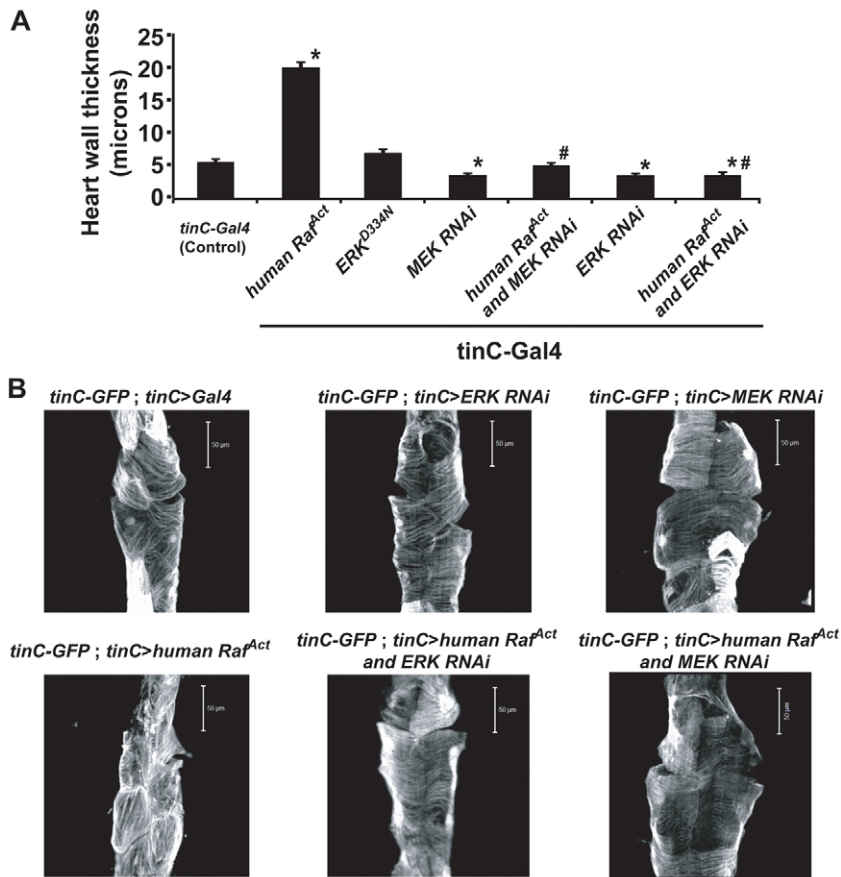 A
Heart wall thickness
(microns)
25
20
15
10
5
0
*
*
#
*
* #
tinC-Gal4
(Control)
human Raf^Act
ERK^D334N
MEK RNAi
human Raf^Act
and MEK RNAi
ERK RNAi
human Raf^Act
and ERK RNAi
tinC-Gal4
B
tinC-GFP ; tinC>Gal4
tinC-GFP ; tinC>ERK RNAi
tinC-GFP ; tinC>MEK RNAi
50 µm
50 µm
50 µm
tinC-GFP ; tinC>human Raf^Act
tinC-GFP ; tinC>human Raf^Act
and ERK RNAi
tinC-GFP ; tinC>human Raf^Act
and MEK RNAi
50 µm
50 µm
50 µm